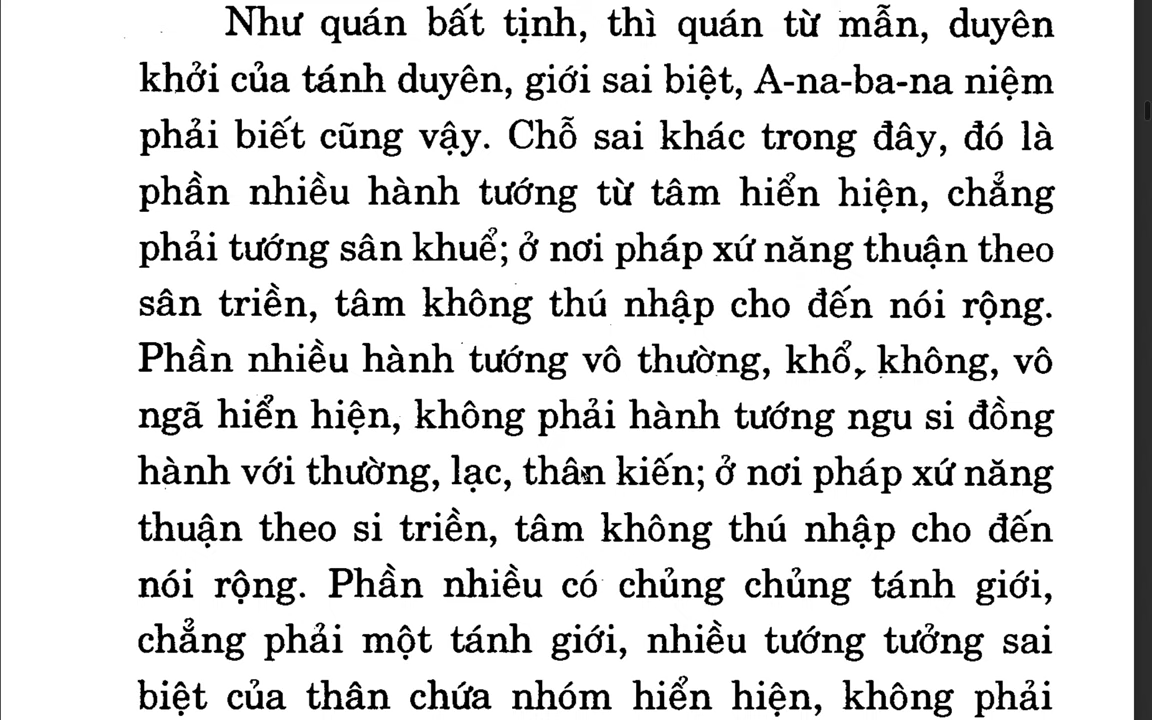 Như quán bất tịnh, thì quán từ mẫn, duyên
khởi của tánh duyên, giới sai biệt, A-na-ba-na niệm
phải biết cũng vậy. Chỗ sai khác trong đây, đó là
phần nhiều hành tướng từ tâm hiển hiện, chẳng
phải tướng sân khuể; ở nơi pháp xứ năng thuận theo
sân triền, tâm không thú nhập cho đến nói rộng.
Phần nhiều hành tướng vô thường, khổ, không, vô
ngã hiển hiện, không phải hành tướng ngu si đồng
hành với thường, lạc, thân kiến; ở nơi pháp xứ năng
thuận theo si triền, tâm không thú nhập cho đến
nói rộng. Phần nhiều có chủng chủng tánh giới,
chẳng phải một tánh giới, nhiều tướng tưởng sai
biệt của thân chứa nhóm hiển hiện, không phải